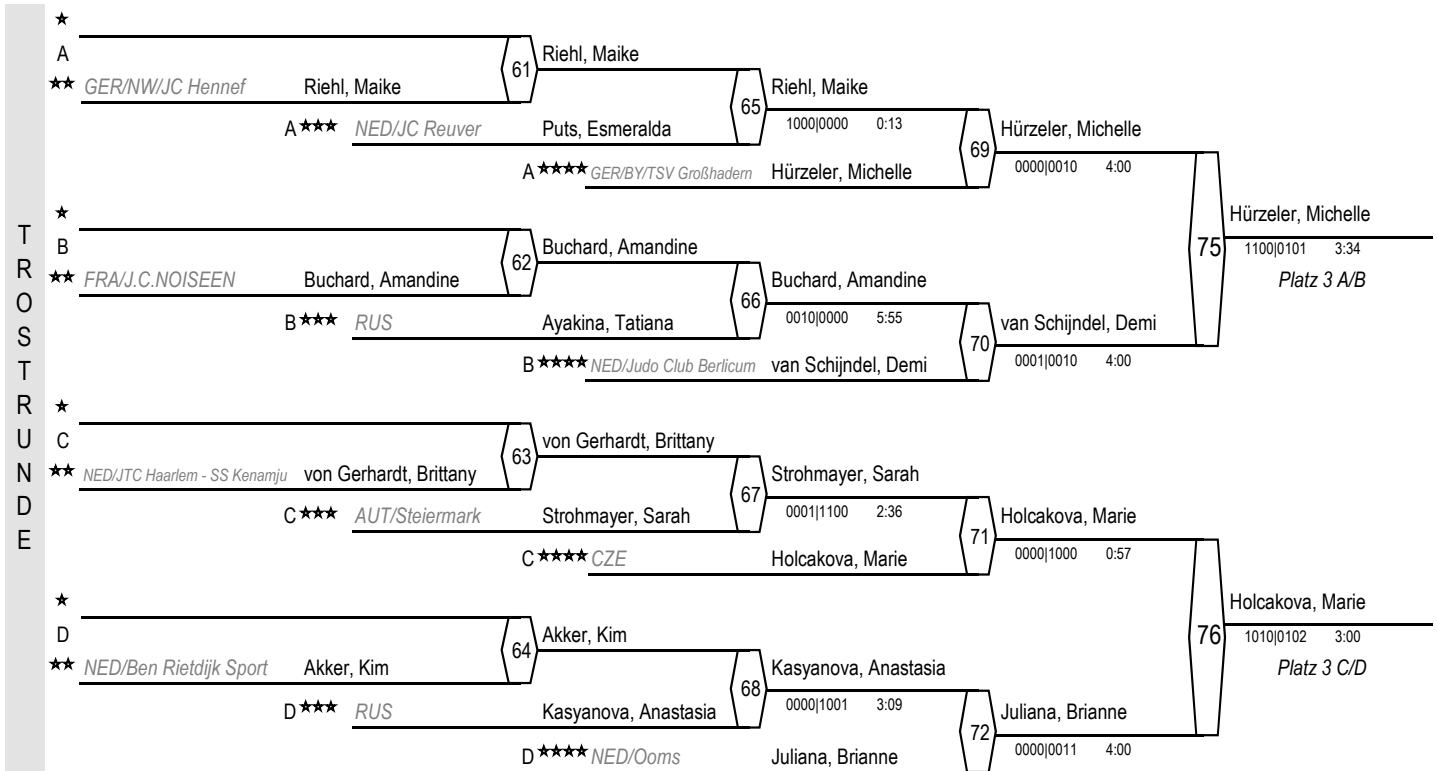 TROSTRUNDE
★
A
61 Riehl, Maike
★★ GER/NW/JC Hennef Riehl, Maike
65 Riehl, Maike
1000|0000 0:13
A★★★ NED/JC Reuver Puts, Esmeralda
69 Hürzeler, Michelle
0000|0010 4:00
A★★★★ GER/BY/TSV Großhadern Hürzeler, Michelle
★
B
75 Hürzeler, Michelle
1100|0101 3:34
Platz 3 A/B
62 Buchard, Amandine
★★ FRA/J.C.NOISEEN Buchard, Amandine
66 Buchard, Amandine
0010|0000 5:55
B★★★ RUS Ayakina, Tatiana
70 van Schijndel, Demi
0001|0010 4:00
B★★★★ NED/Judo Club Berlicum van Schijndel, Demi
★
C
63 von Gerhardt, Brittany
★★ NED/JTC Haarlem - SS Kenamju von Gerhardt, Brittany
67 Strohmayer, Sarah
0001|1100 2:36
C★★★ AUT/Steiermark Strohmayer, Sarah
71 Holcakova, Marie
0000|1000 0:57
C★★★★ CZE Holcakova, Marie
★
D
76 Holcakova, Marie
1010|0102 3:00
Platz 3 C/D
64 Akker, Kim
★★ NED/Ben Rietdijk Sport Akker, Kim
68 Kasyanova, Anastasia
0000|1001 3:09
D★★★ RUS Kasyanova, Anastasia
72 Juliana, Brianne
0000|0011 4:00
D★★★★ NED/Ooms Juliana, Brianne